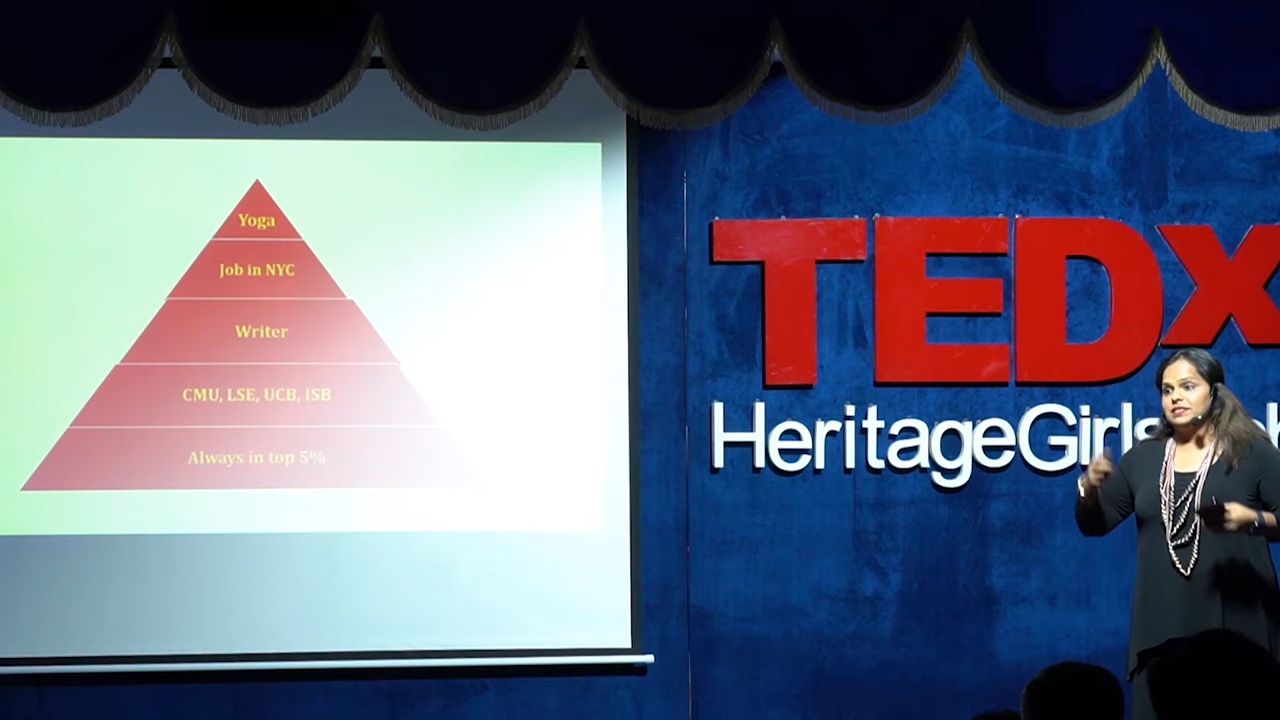 Yoga
Job in NYC
Writer
CMU, LSE, UCB, ISB
Always in top 5%
TEDx
HeritageGirls